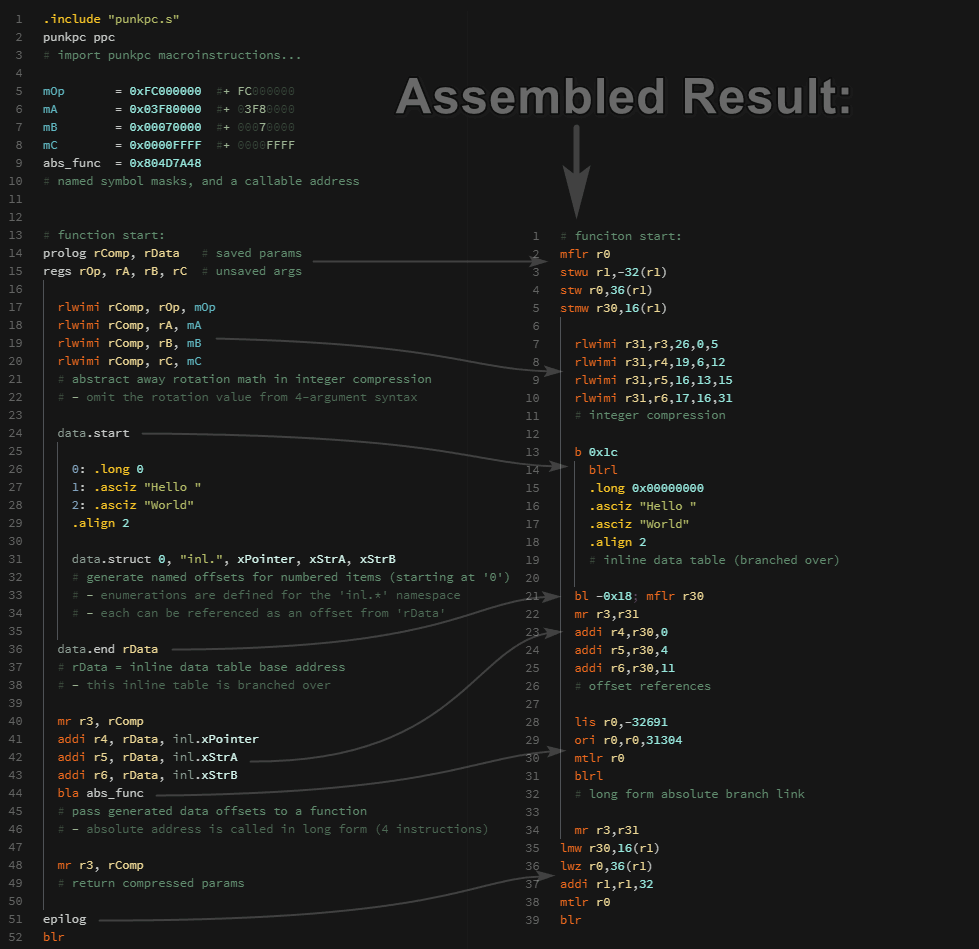 1 .include "punkpc.s"
2 punkpc ppc
3 # import punkpc macroinstructions...
4
5 mOp = 0xFC000000 #+ FC000000
6 mA = 0x03F80000 #+ 03F80000
7 mB = 0x00070000 #+ 00070000
8 mC = 0x0000FFFF #+ 0000FFFF
9 abs_func = 0x804D7A48
10 # named symbol masks, and a callable address
11
12
13 # function start:
14 prolog rComp, rData # saved params
15 regs rOp, rA, rB, rC # unsaved args
16
17 rlwimi rComp, rOp, mOp
18 rlwimi rComp, rA, mA
19 rlwimi rComp, rB, mB
20 rlwimi rComp, rC, mC
21 # abstract away rotation math in integer compression
22 # - omit the rotation value from 4-argument syntax
23
24 data.start
25
26 0: .long 0
27 1: .asciz "Hello "
28 2: .asciz "World"
29 .align 2
30
31 data.struct 0, "inl.", xPointer, xStrA, xStrB
32 # generate named offsets for numbered items (starting at '0')
33 # - enumerations are defined for the 'inl.*' namespace
34 # - each can be referenced as an offset from 'rData'
35
36 data.end rData
37 # rData = inline data table base address
38 # - this inline table is branched over
39
40 mr r3, rComp
41 addi r4, rData, inl.xPointer
42 addi r5, rData, inl.xStrA
43 addi r6, rData, inl.xStrB
44 bla abs_func
45 # pass generated data offsets to a function
46 # - absolute address is called in long form (4 instructions)
47
48 mr r3, rComp
49 # return compressed params
50
51 epilog
52 blr
Assembled Result:
1 # funciton start:
2 mflr r0
3 stwu r1,-32(r1)
4 stw r0,36(r1)
5 stmw r30,16(r1)
6
7 rlwimi r31,r3,26,0,5
8 rlwimi r31,r4,19,6,12
9 rlwimi r31,r5,16,13,15
10 rlwimi r31,r6,17,16,31
11 # integer compression
12
13 b 0x1c
14 blrl
15 .long 0x00000000
16 .asciz "Hello "
17 .asciz "World"
18 .align 2
19 # inline data table (branched over)
20
21 bl -0x18; mflr r30
22 mr r3,r31
23 addi r4,r30,0
24 addi r5,r30,4
25 addi r6,r30,11
26 # offset references
27
28 lis r0,-32691
29 ori r0,r0,31304
30 mtlr r0
31 blrl
32 # long form absolute branch link
33
34 mr r3,r31
35 lmw r30,16(r1)
36 lwz r0,36(r1)
37 addi r1,r1,32
38 mtlr r0
39 blr